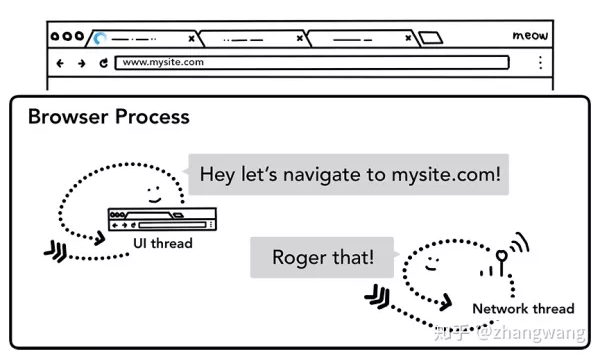 meow
www.mysite.com
Browser Process
Hey let's navigate to mysite.com!
UI thread
Roger that!
Network thread
知乎 @zhangwang